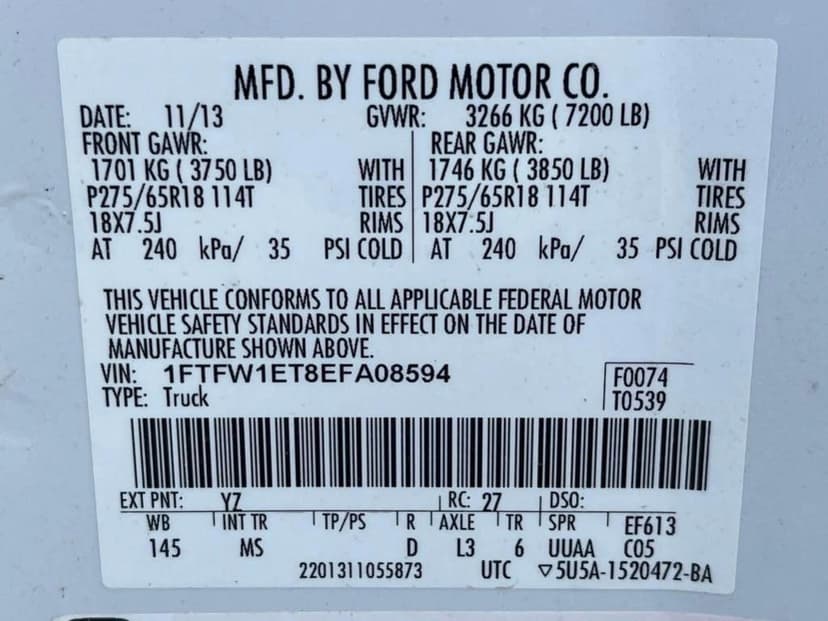 MFD. BY FORD MOTOR CO.
DATE: 11/13 GVWR: 3266 KG ( 7200 LB)
FRONT GAWR: REAR GAWR:
1701 KG ( 3750 LB) WITH 1746 KG ( 3850 LB) WITH
P275/65R18 114T TIRES P275/65R18 114T TIRES
18X7.5J RIMS 18X7.5J RIMS
AT 240 kPa/ 35 PSI COLD AT 240 kPa/ 35 PSI COLD
THIS VEHICLE CONFORMS TO ALL APPLICABLE FEDERAL MOTOR
VEHICLE SAFETY STANDARDS IN EFFECT ON THE DATE OF
MANUFACTURE SHOWN ABOVE.
VIN: 1FTFW1ET8EFA08594 F0074
TYPE: Truck T0539
EXT PNT: YZ RC: 27 DSO:
WB INT TR TP/PS R AXLE TR SPR EF613
145 MS D L3 6 UUAA C05
2201311055873 UTC ▽5U5A-1520472-BA